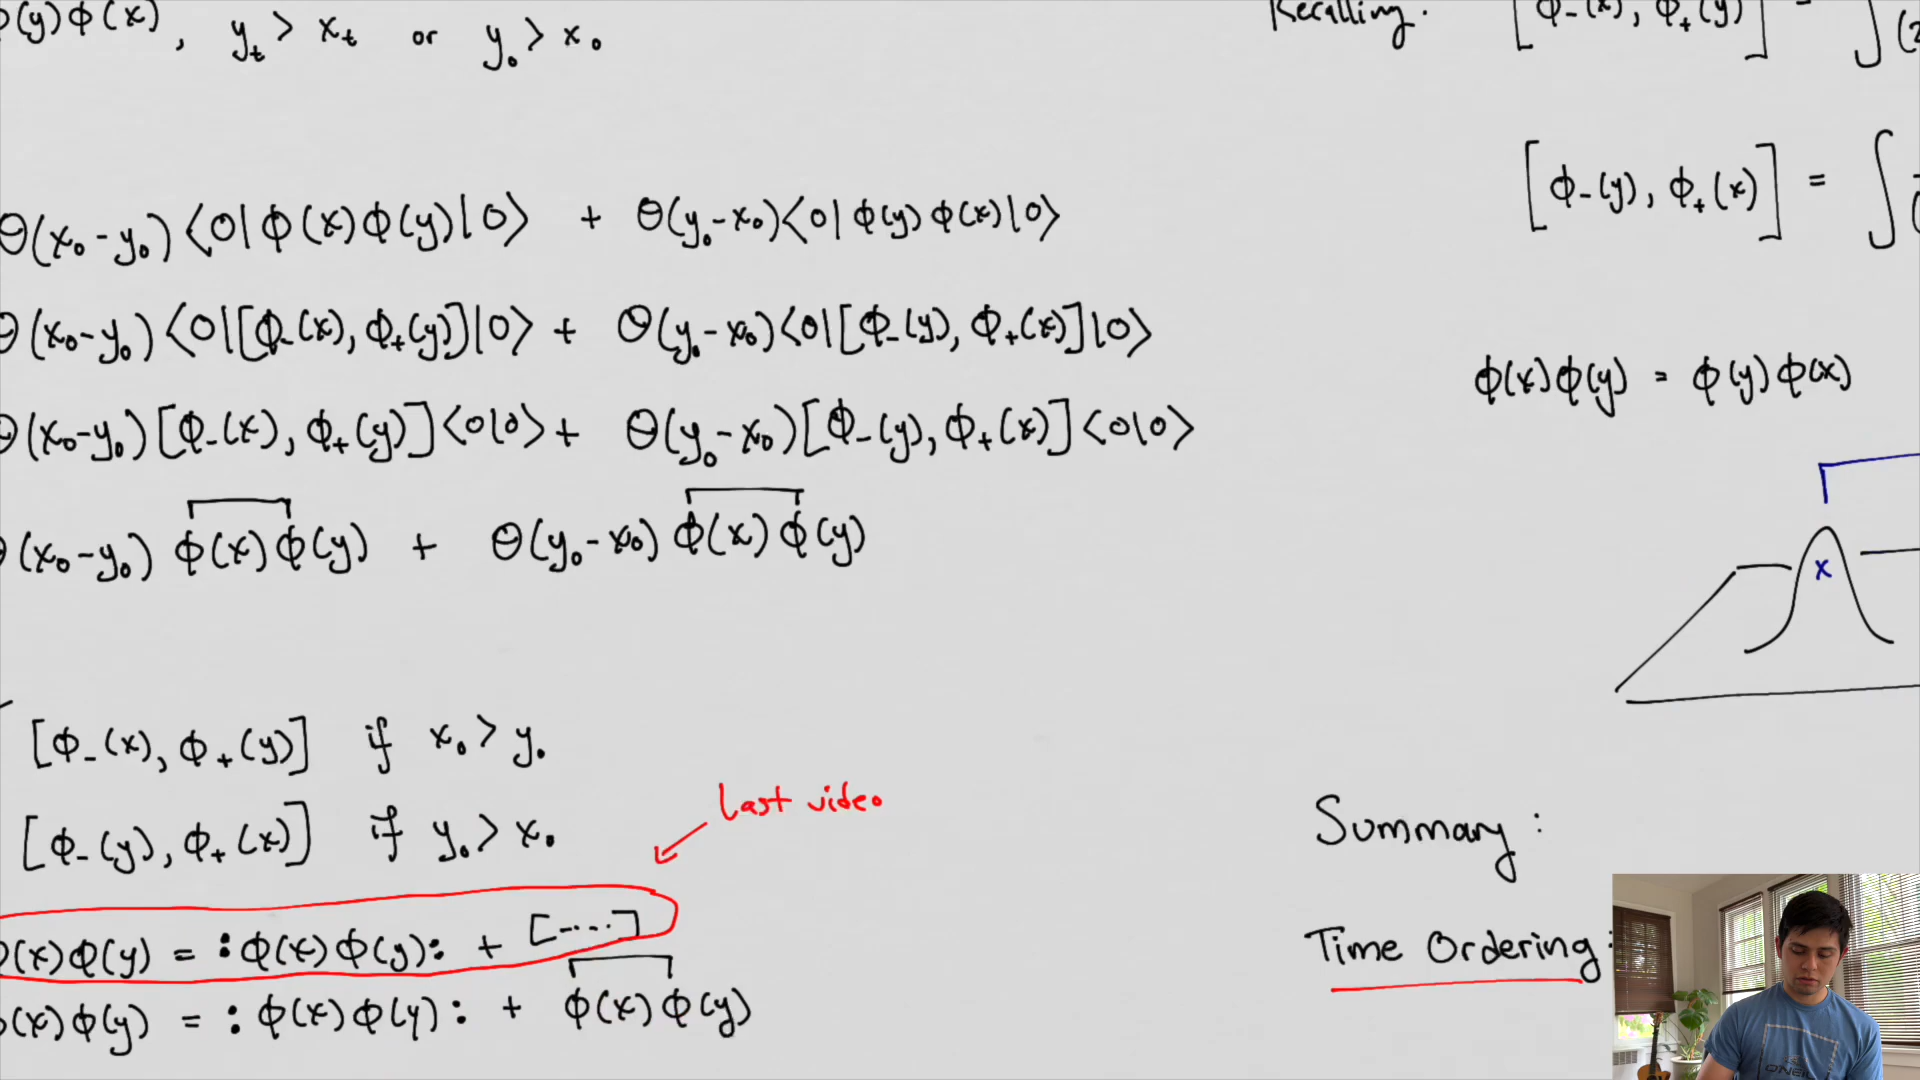 ϕ(y)ϕ(x), y_t > x_t or y_0 > x_0
Θ(x_0-y_0)⟨0|ϕ(x)ϕ(y)|0⟩ + Θ(y_0-x_0)⟨0|ϕ(y)ϕ(x)|0⟩
Θ(x_0-y_0)⟨0|[ϕ_-(x), ϕ_+(y)]|0⟩ + Θ(y_0-x_0)⟨0|[ϕ_-(y), ϕ_+(x)]|0⟩
Θ(x_0-y_0)[ϕ_-(x), ϕ_+(y)]⟨0|0⟩ + Θ(y_0-x_0)[ϕ_-(y), ϕ_+(x)]⟨0|0⟩
Θ(x_0-y_0) ϕ(x)ϕ(y) + Θ(y_0-x_0) ϕ(x)ϕ(y)
[ϕ_-(x), ϕ_+(y)] if x_0 > y_0
[ϕ_-(y), ϕ_+(x)] if y_0 > x_0
Last video
ϕ(x)ϕ(y) = :ϕ(x)ϕ(y): + [.....]
ϕ(x)ϕ(y) = :ϕ(x)ϕ(y): + ϕ(x)ϕ(y)
Recalling: [ϕ_-(x), ϕ_+(y)] = ∫
[ϕ_-(y), ϕ_+(x)] = ∫
ϕ(x)ϕ(y) = ϕ(y)ϕ(x)
x
Summary:
Time Ordering:
O'NEILL